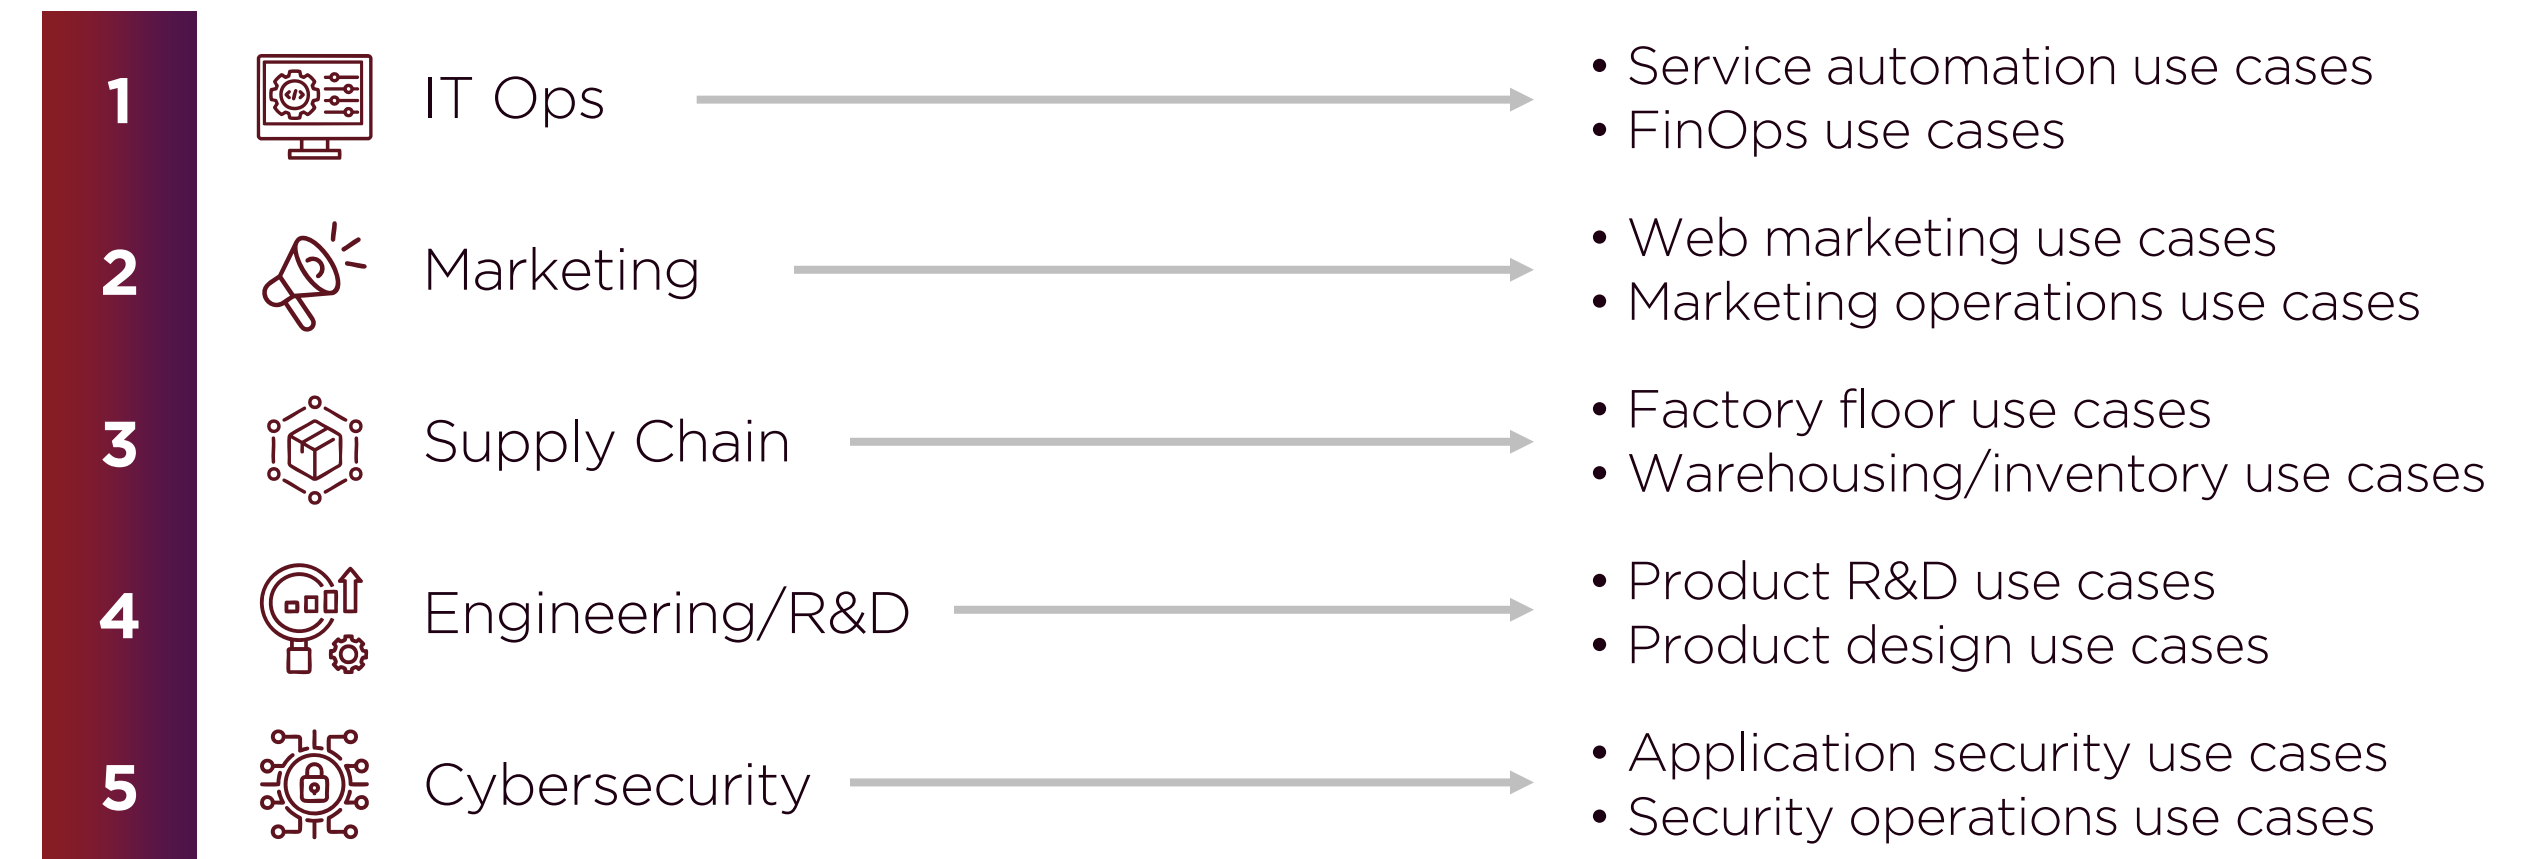 1
IT Ops
• Service automation use cases
• FinOps use cases
2
Marketing
• Web marketing use cases
• Marketing operations use cases
3
Supply Chain
• Factory floor use cases
• Warehousing/inventory use cases
4
Engineering/R&D
• Product R&D use cases
• Product design use cases
5
Cybersecurity
• Application security use cases
• Security operations use cases